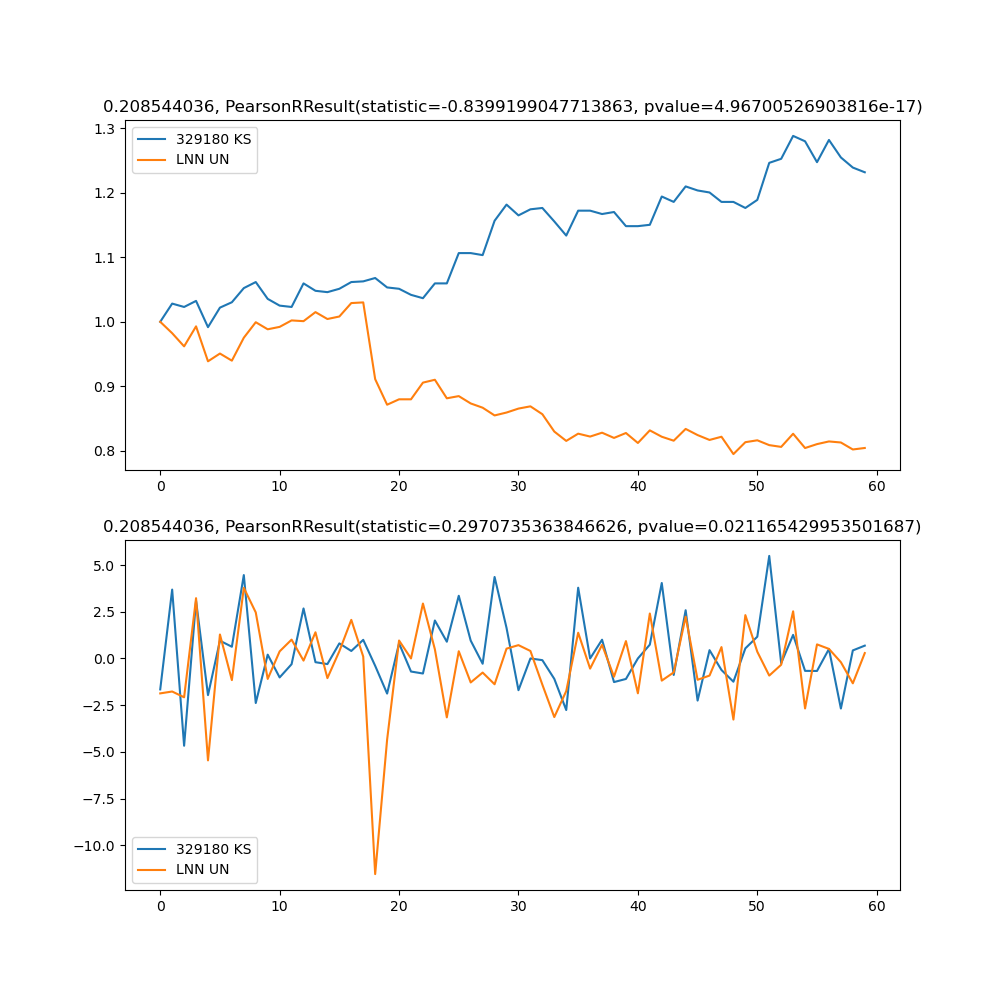 0.208544036, PearsonRResult(statistic=-0.8399199047713863, pvalue=4.96700526903816e-17)
1.3
1.2
1.1
1.0
0.9
0.8
329180 KS
LNN UN
0 10 20 30 40 50 60
0.208544036, PearsonRResult(statistic=0.2970735363846626, pvalue=0.021165429953501687)
5.0
2.5
0.0
−2.5
−5.0
−7.5
−10.0
329180 KS
LNN UN
0 10 20 30 40 50 60